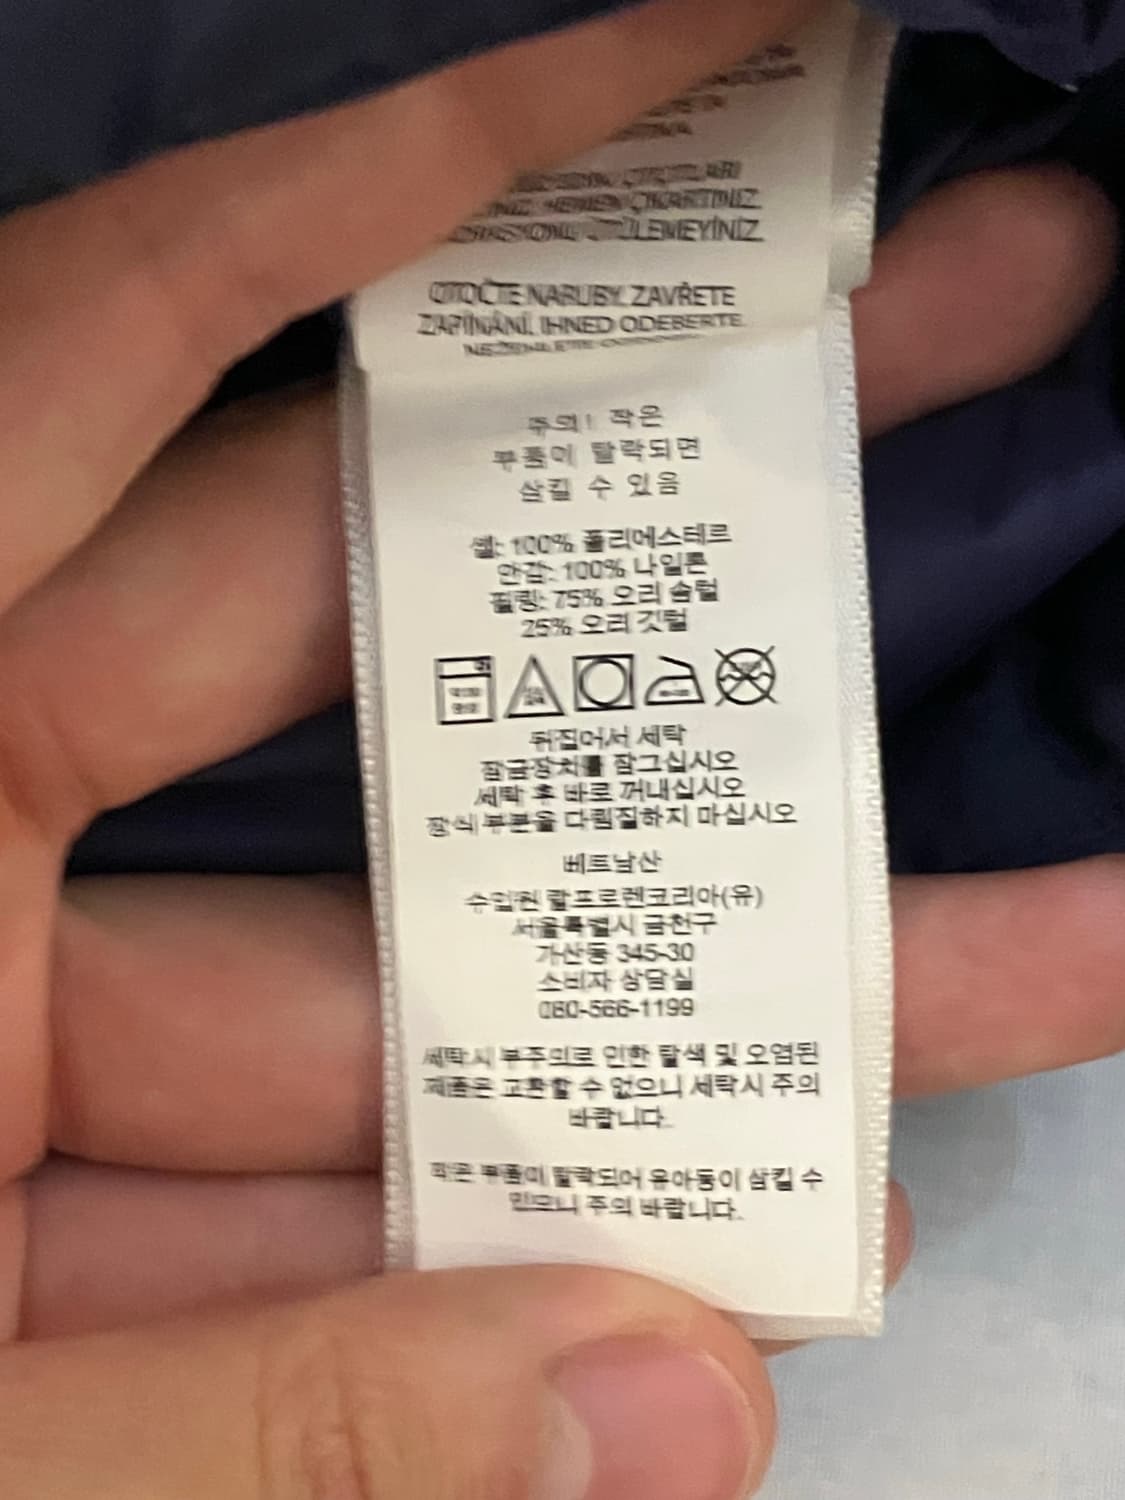 ÜTÜLEMEYİNİZ
OTOČTE NARUBY. ZAVŘETE
ZAPÍNÁNÍ. IHNED ODEBERTE.
주의! 작은
부품이 탈락되면
삼킬 수 있음
쉘: 100% 폴리에스테르
안감: 100% 나일론
필링: 75% 오리 솜털
25% 오리 깃털
뒤집어서 세탁
잠금장치를 잠그십시오
세탁 후 바로 꺼내십시오
장식 부분을 다림질하지 마십시오
베트남산
수입원 랄프로렌코리아(유)
서울특별시 금천구
가산동 345-30
소비자 상담실
080-566-1199
세탁시 부주의로 인한 탈색 및 오염된
제품은 교환할 수 없으니 세탁시 주의
바랍니다.
작은 부품이 탈락되어 유아동이 삼킬 수
있으니 주의 바랍니다.